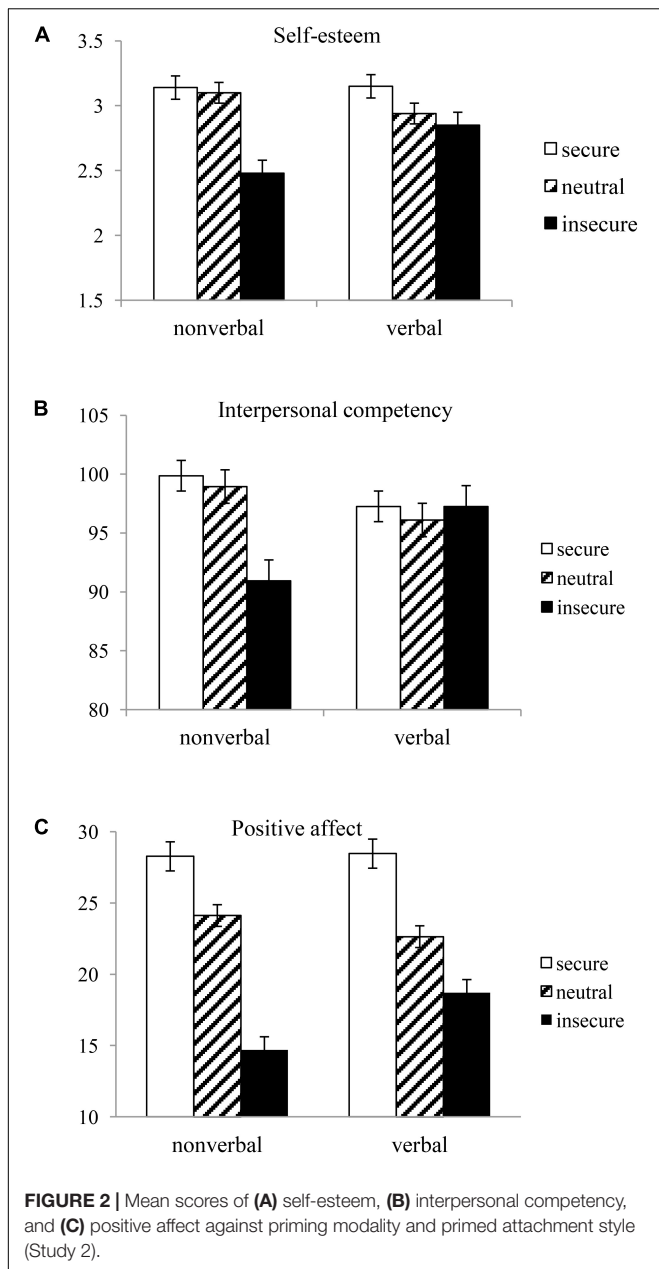 A
Self-esteem
3.5
3
2.5
2
1.5
nonverbal verbal
secure
neutral
insecure
B
Interpersonal competency
105
100
95
90
85
80
nonverbal verbal
secure
neutral
insecure
C
Positive affect
30
25
20
15
10
nonverbal verbal
secure
neutral
insecure
FIGURE 2 | Mean scores of (A) self-esteem, (B) interpersonal competency,
and (C) positive affect against priming modality and primed attachment style
(Study 2).